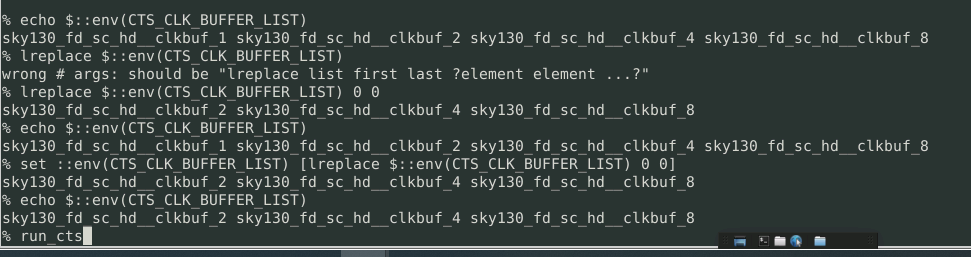 % echo $::env(CTS_CLK_BUFFER_LIST)
sky130_fd_sc_hd__clkbuf_1 sky130_fd_sc_hd__clkbuf_2 sky130_fd_sc_hd__clkbuf_4 sky130_fd_sc_hd__clkbuf_8
% lreplace $::env(CTS_CLK_BUFFER_LIST)
wrong # args: should be "lreplace list first last ?element element ...?"
% lreplace $::env(CTS_CLK_BUFFER_LIST) 0 0
sky130_fd_sc_hd__clkbuf_2 sky130_fd_sc_hd__clkbuf_4 sky130_fd_sc_hd__clkbuf_8
% echo $::env(CTS_CLK_BUFFER_LIST)
sky130_fd_sc_hd__clkbuf_1 sky130_fd_sc_hd__clkbuf_2 sky130_fd_sc_hd__clkbuf_4 sky130_fd_sc_hd__clkbuf_8
% set ::env(CTS_CLK_BUFFER_LIST) [lreplace $::env(CTS_CLK_BUFFER_LIST) 0 0]
sky130_fd_sc_hd__clkbuf_2 sky130_fd_sc_hd__clkbuf_4 sky130_fd_sc_hd__clkbuf_8
% echo $::env(CTS_CLK_BUFFER_LIST)
sky130_fd_sc_hd__clkbuf_2 sky130_fd_sc_hd__clkbuf_4 sky130_fd_sc_hd__clkbuf_8
% run_cts